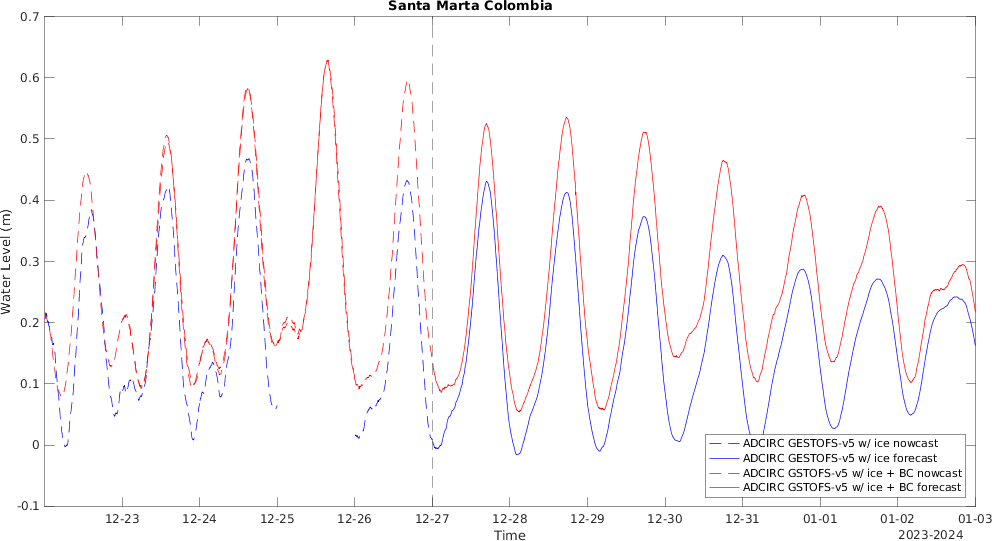 Santa Marta Colombia
0.7
0.6
0.5
0.4
0.3
0.2
0.1
0
-0.1
Water Level (m)
ADCIRC GESTOFS-v5 w/ ice nowcast
ADCIRC GESTOFS-v5 w/ ice forecast
ADCIRC GSTOFS-v5 w/ ice + BC nowcast
ADCIRC GSTOFS-v5 w/ ice + BC forecast
12-23 12-24 12-25 12-26 12-27 12-28 12-29 12-30 12-31 01-01 01-02 01-03
Time
2023-2024